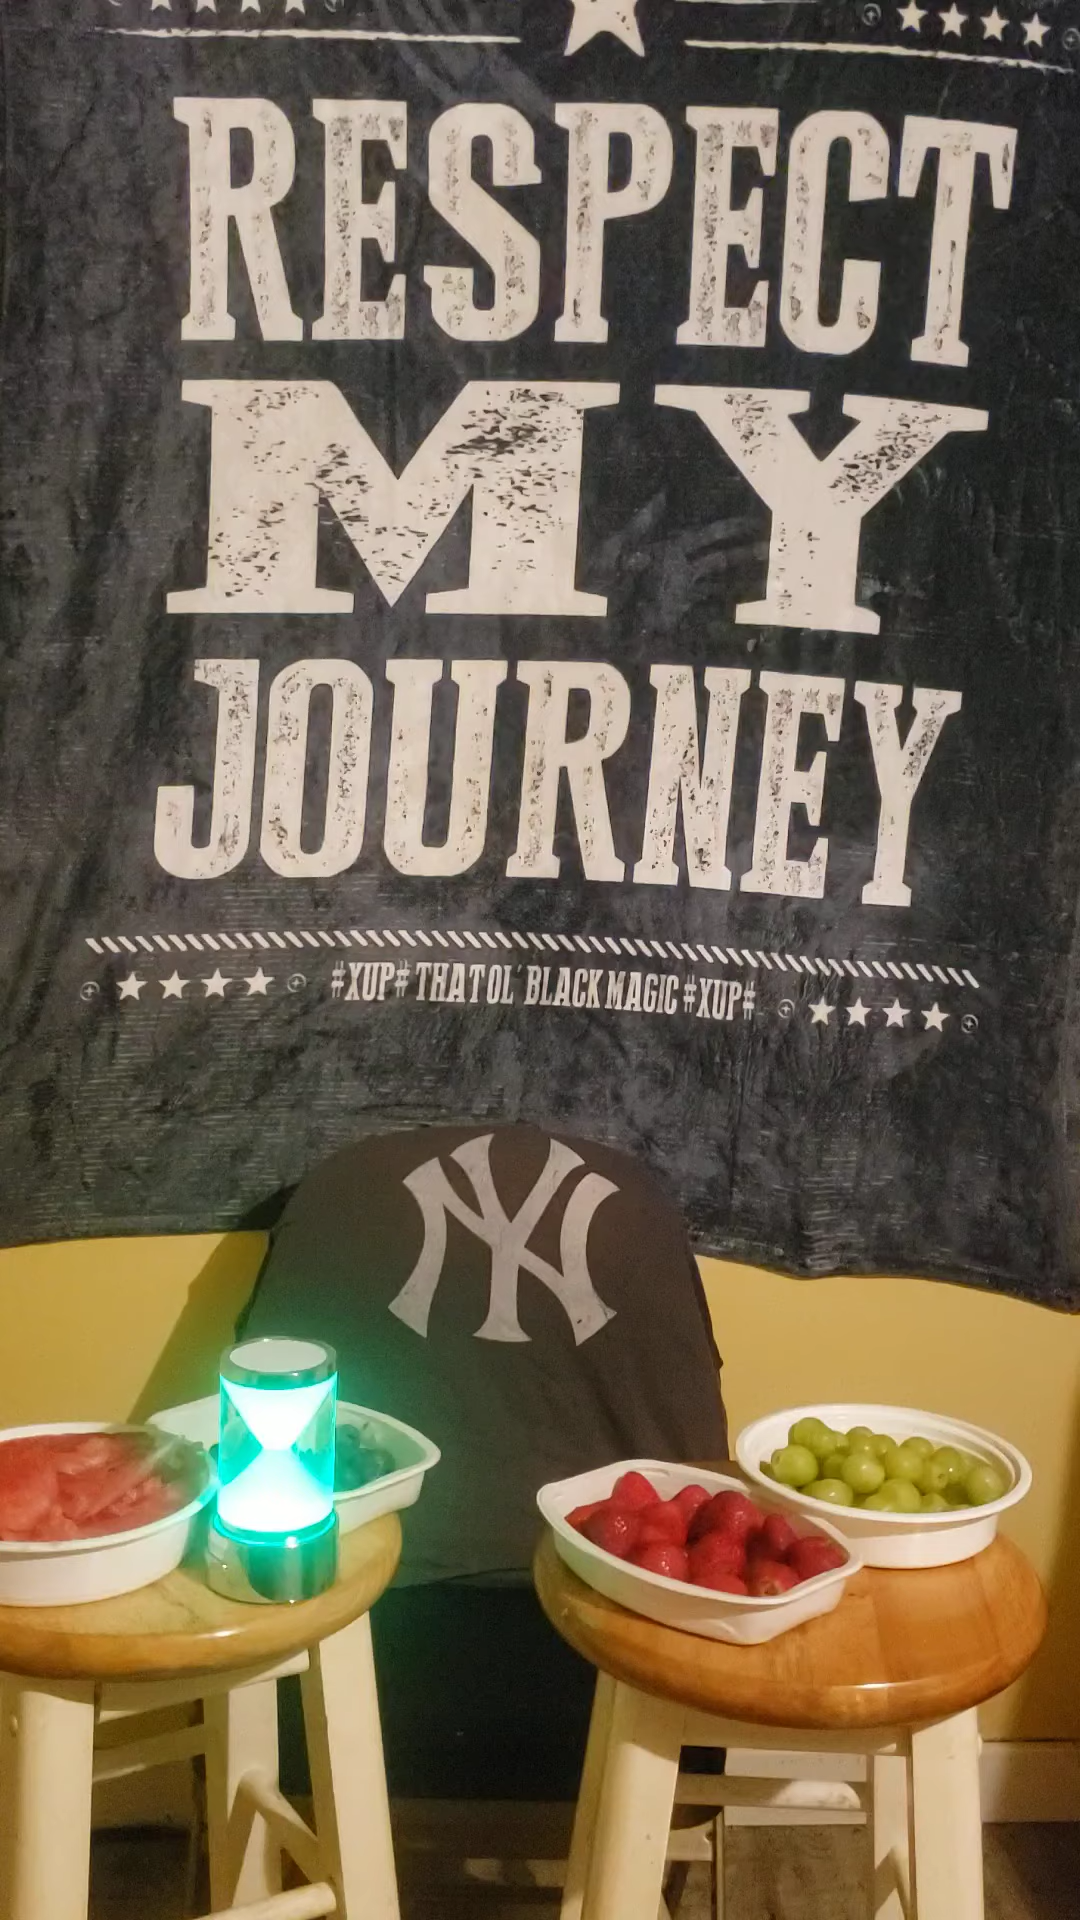 RESPECT
MY
JOURNEY
#XUP# THAT OL' BLACK MAGIC #XUP#
NY